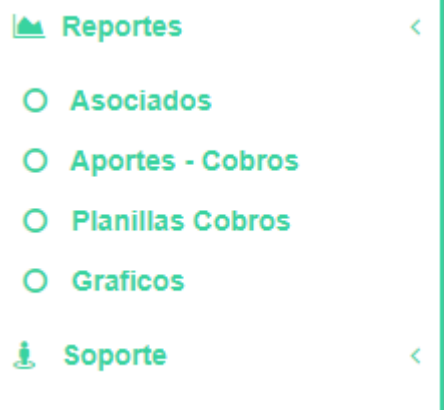 Reportes
Asociados
Aportes - Cobros
Planillas Cobros
Graficos
Soporte